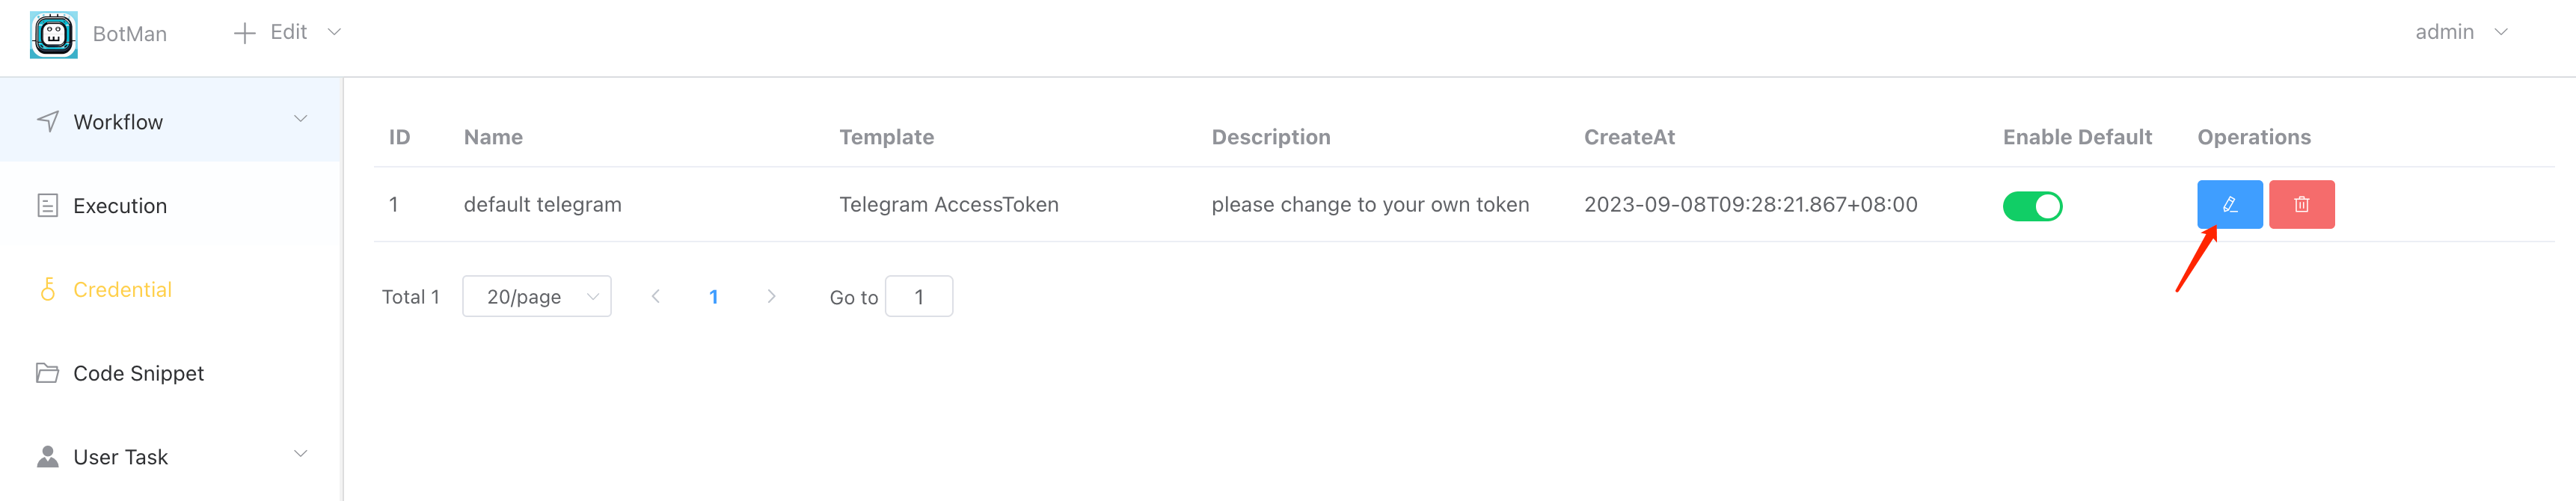 BotMan
Edit
admin
Workflow
Execution
Credential
Code Snippet
User Task
ID Name Template Description CreateAt Enable Default Operations
1 default telegram Telegram AccessToken please change to your own token 2023-09-08T09:28:21.867+08:00
Total 1 20/page 1 Go to 1